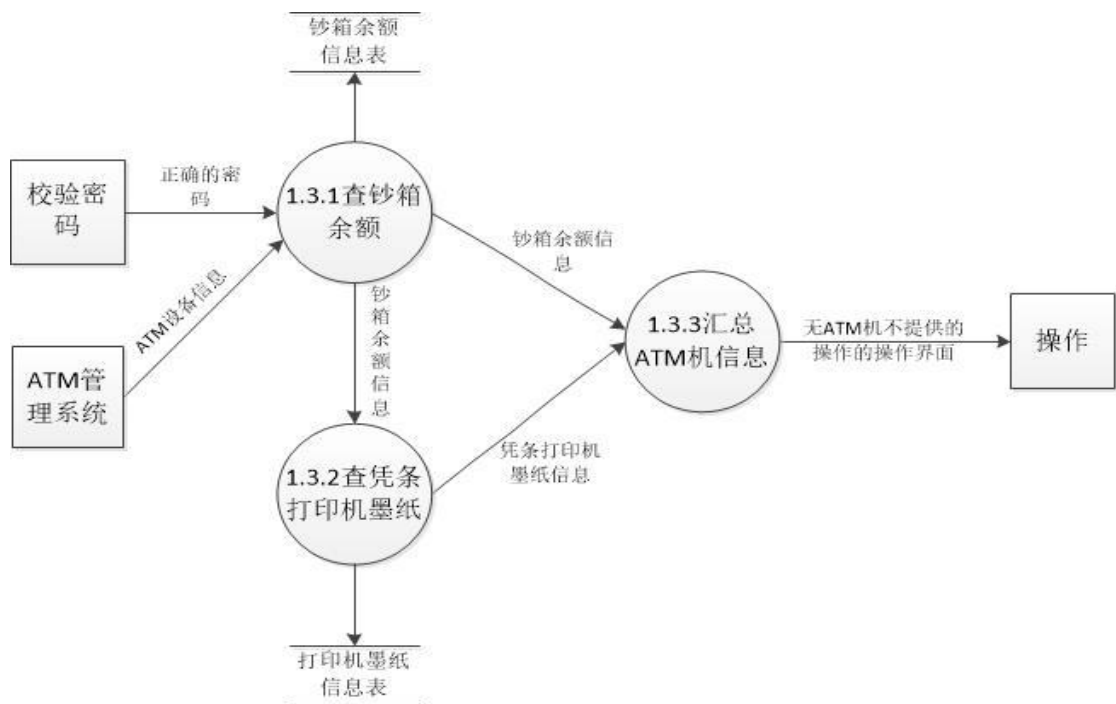 钞箱余额
信息表
校验密
码
正确的密
码
1.3.1查钞箱
余额
钞箱余额信
息
ATM设备信息
钞箱余额信息
1.3.3汇总
ATM机信息
无ATM机不提供的
操作的操作界面
操作
ATM管
理系统
1.3.2查凭条
打印机墨纸
凭条打印机
墨纸信息
打印机墨纸
信息表